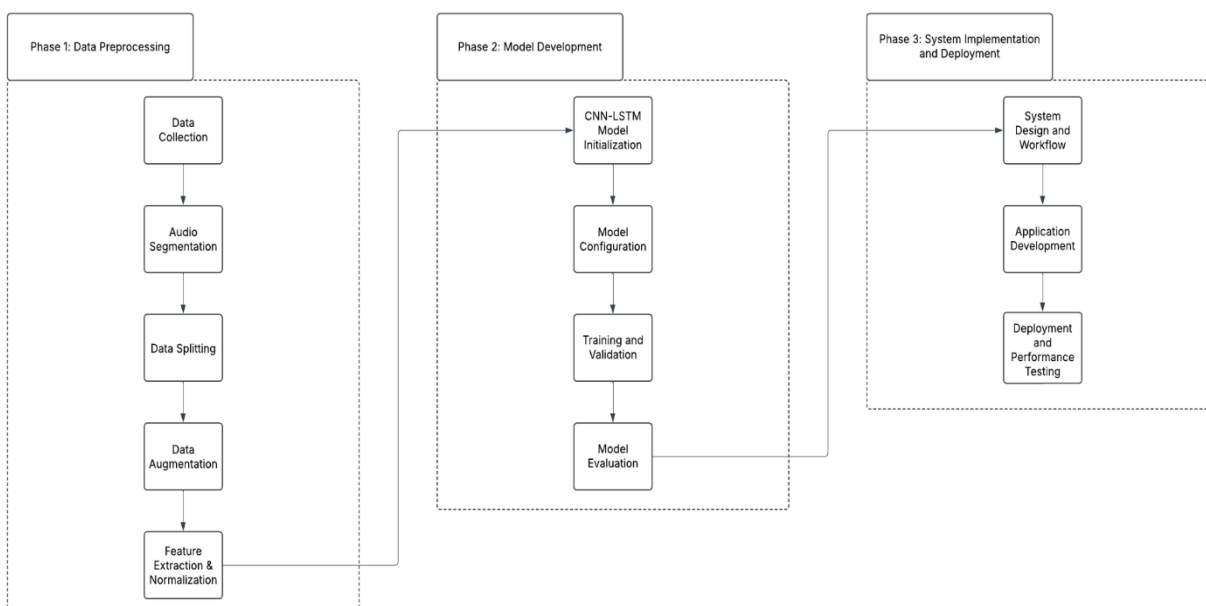 Phase 1: Data Preprocessing
Data
Collection
Audio
Segmentation
Data Splitting
Data
Augmentation
Feature
Extraction &
Normalization
Phase 2: Model Development
CNN-LSTM
Model
Initialization
Model
Configuration
Training and
Validation
Model
Evaluation
Phase 3: System Implementation
and Deployment
System
Design and
Workflow
Application
Development
Deployment
and
Performance
Testing